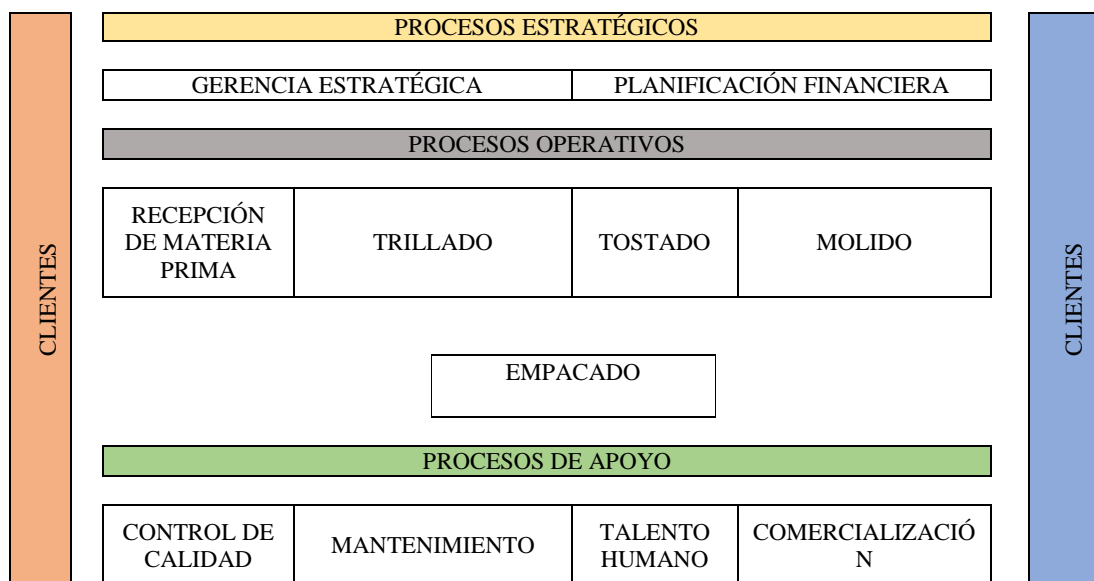 CLIENTES
PROCESOS ESTRATÉGICOS
GERENCIA ESTRATÉGICA
PLANIFICACIÓN FINANCIERA
PROCESOS OPERATIVOS
RECEPCIÓN
DE MATERIA
PRIMA
TRILLADO
TOSTADO
MOLIDO
EMPACADO
PROCESOS DE APOYO
CONTROL DE
CALIDAD
MANTENIMIENTO
TALENTO
HUMANO
COMERCIALIZACIÓ
N
CLIENTES